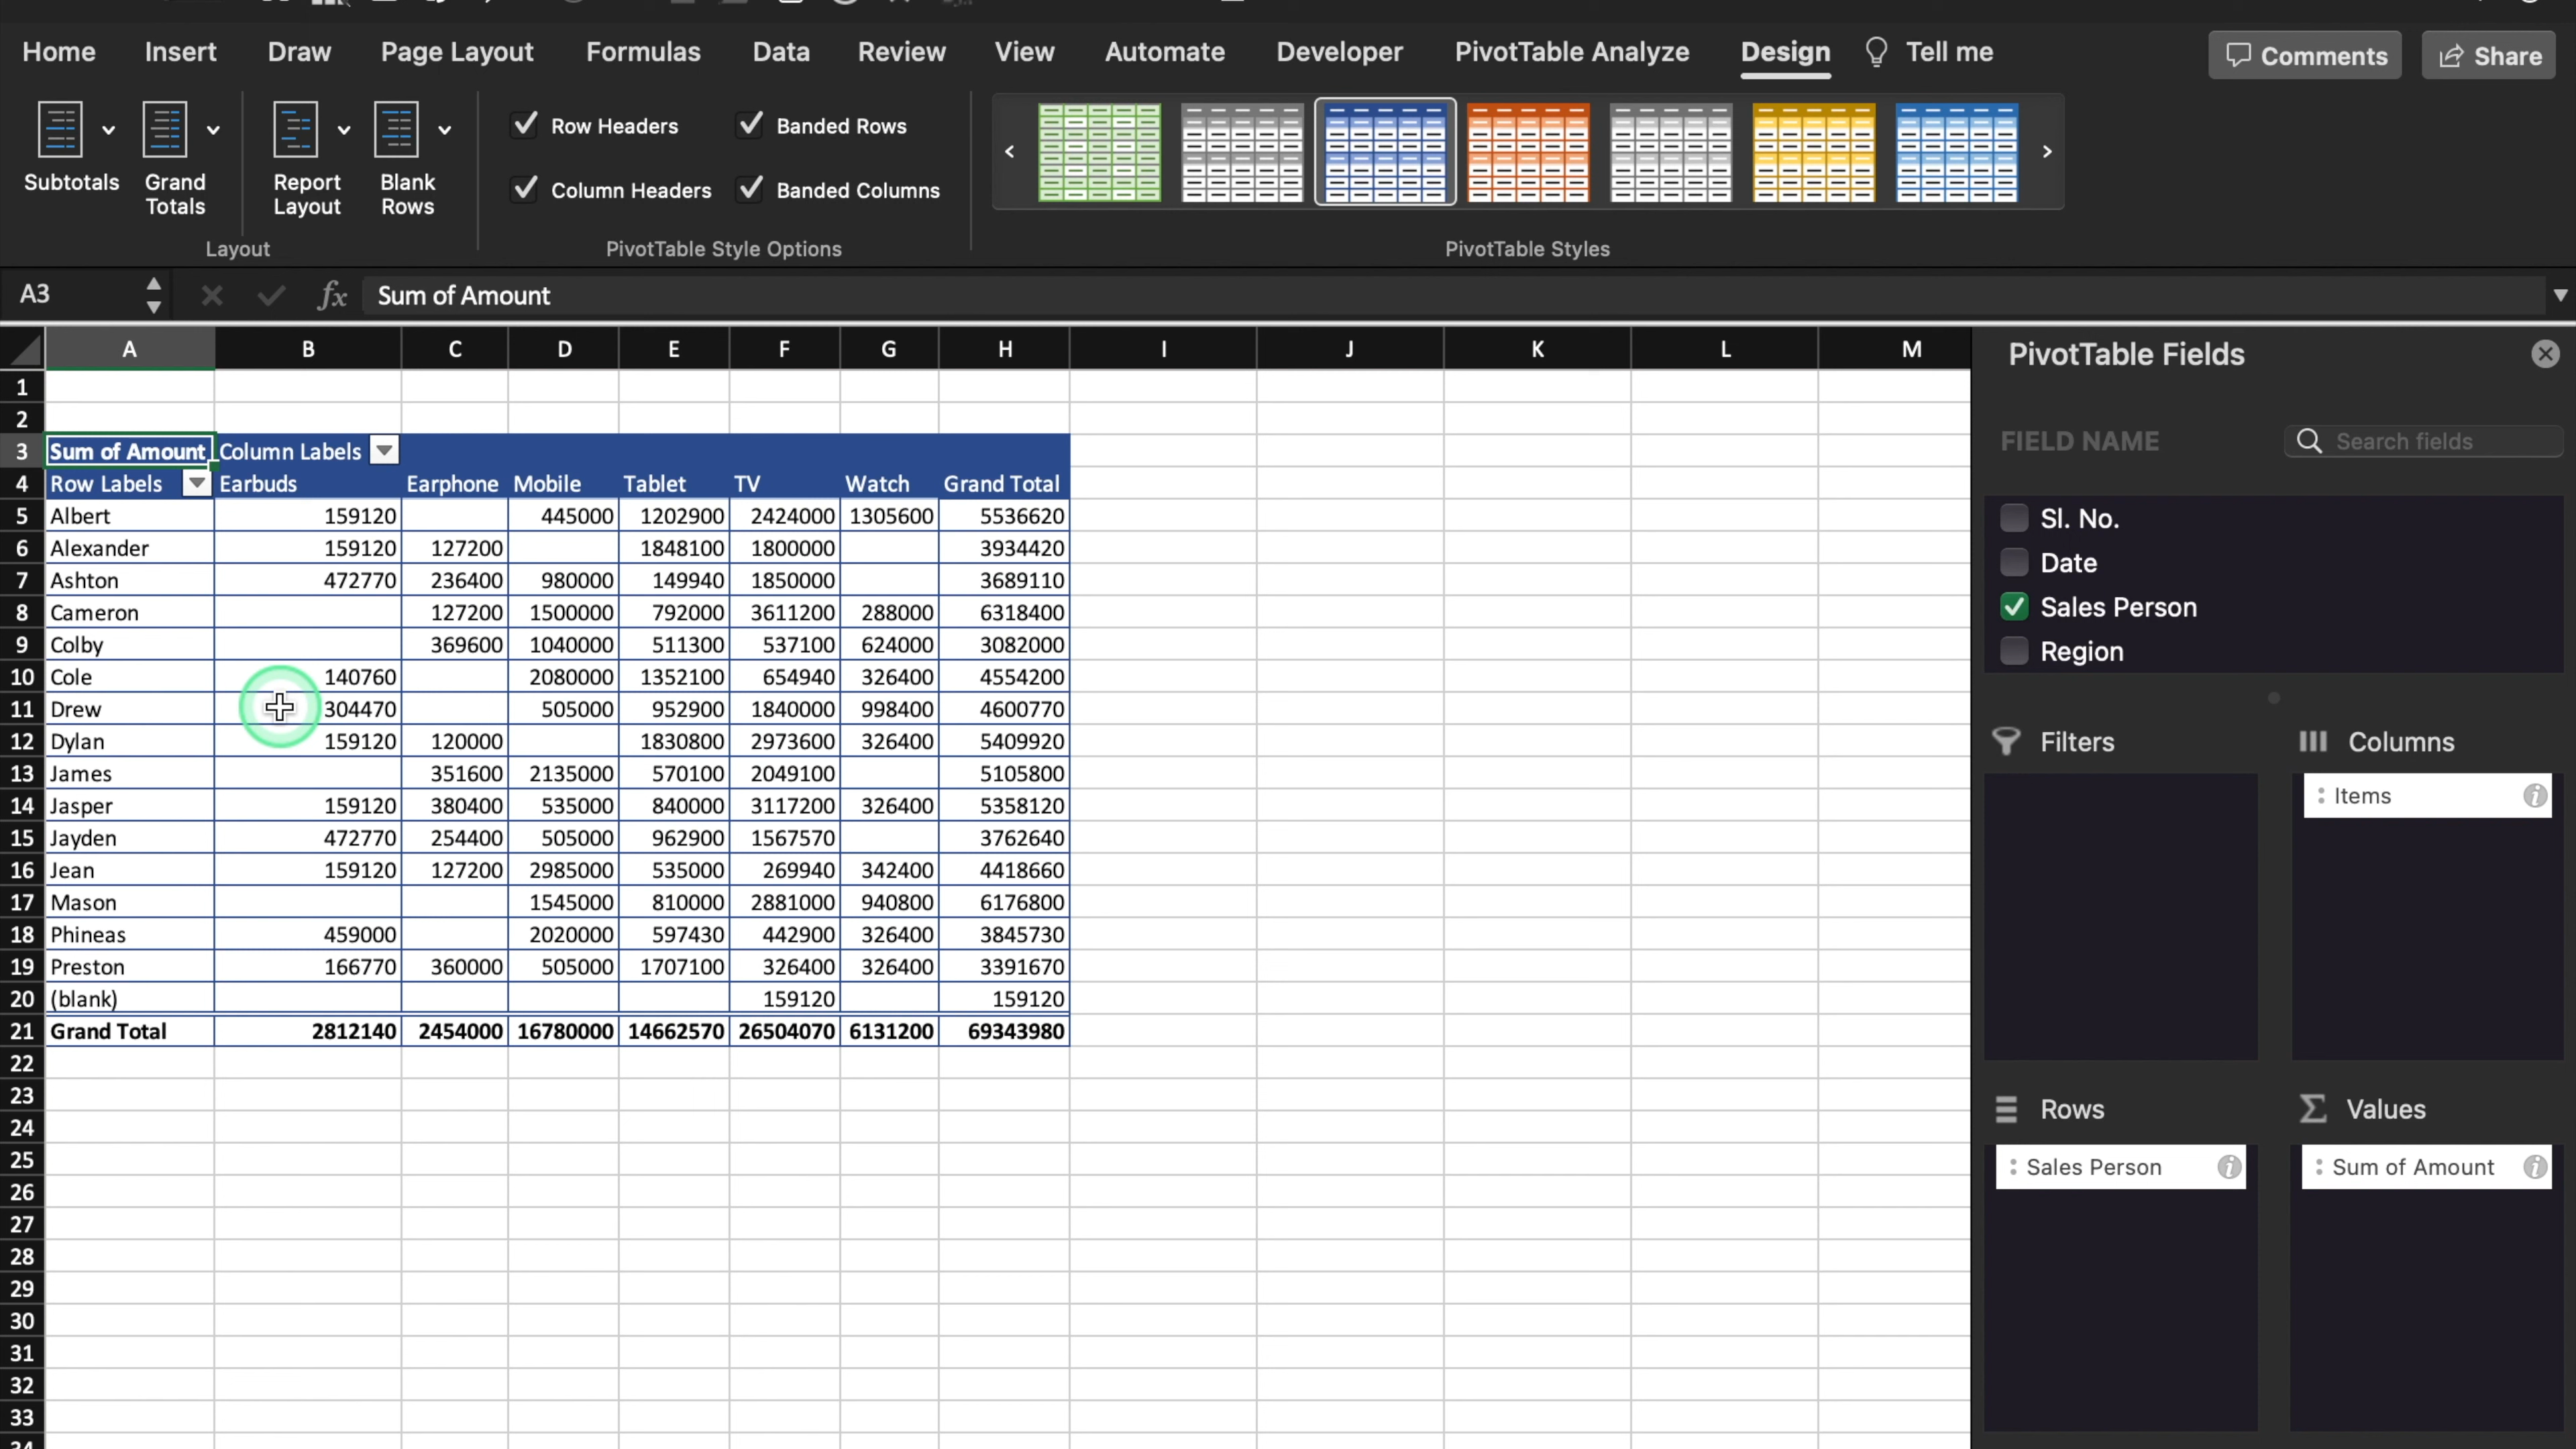 Home Insert Draw Page Layout Formulas Data Review View Automate Developer PivotTable Analyze Design Tell me Comments Share
Subtotals Grand Totals Report Layout Blank Rows
Row Headers Banded Rows
Column Headers Banded Columns
Layout PivotTable Style Options PivotTable Styles
A3 fx Sum of Amount
A B C D E F G H I J K L M
1
2
3 Sum of Amount Column Labels
4 Row Labels Earbuds Earphone Mobile Tablet TV Watch Grand Total
5 Albert 159120 445000 1202900 2424000 1305600 5536620
6 Alexander 159120 127200 1848100 1800000 3934420
7 Ashton 472770 236400 980000 149940 1850000 3689110
8 Cameron 127200 1500000 792000 3611200 288000 6318400
9 Colby 369600 1040000 511300 537100 624000 3082000
10 Cole 140760 2080000 1352100 654940 326400 4554200
11 Drew 304470 505000 952900 1840000 998400 4600770
12 Dylan 159120 120000 1830800 2973600 326400 5409920
13 James 351600 2135000 570100 2049100 5105800
14 Jasper 159120 380400 535000 840000 3117200 326400 5358120
15 Jayden 472770 254400 505000 962900 1567570 3762640
16 Jean 159120 127200 2985000 535000 269940 342400 4418660
17 Mason 1545000 810000 2881000 940800 6176800
18 Phineas 459000 2020000 597430 442900 326400 3845730
19 Preston 166770 360000 505000 1707100 326400 326400 3391670
20 (blank) 159120 159120
21 Grand Total 2812140 2454000 16780000 14662570 26504070 6131200 69343980
22
23
24
25
26
27
28
29
30
31
32
33
34
PivotTable Fields
FIELD NAME Search fields
Sl. No.
Date
Sales Person
Region
Filters Columns
Items
Rows Values
Sales Person Sum of Amount